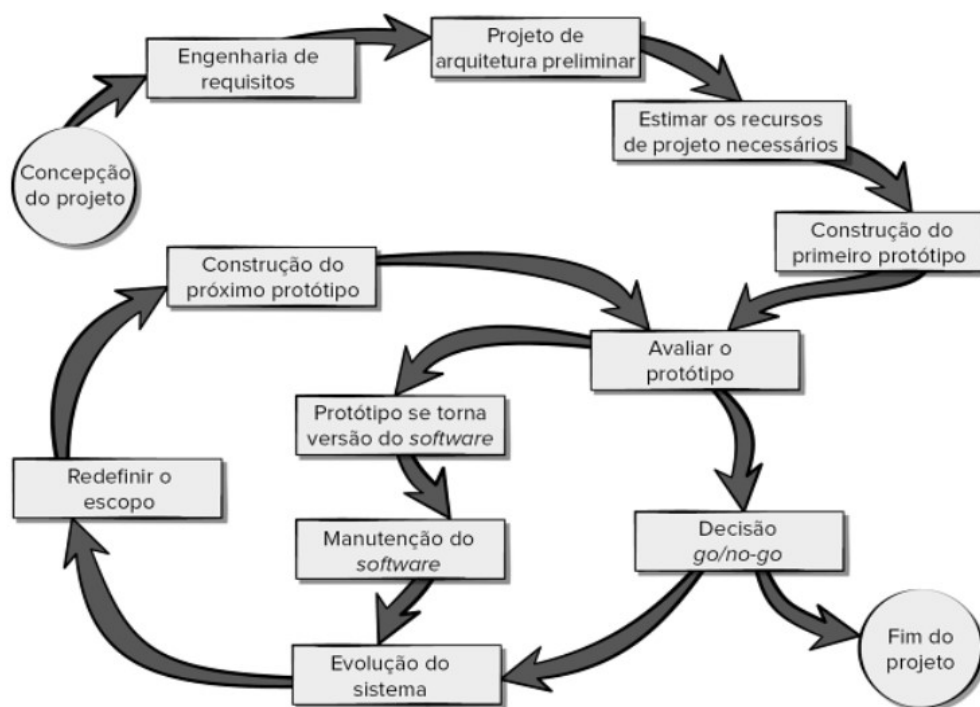 Engenharia de
requisitos
Projeto de
arquitetura preliminar
Estimar os recursos
de projeto necessários
Concepção
do projeto
Construção do
primeiro protótipo
Construção do
próximo protótipo
Avaliar o
protótipo
Protótipo se torna
versão do software
Redefinir o
escopo
Manutenção do
software
Decisão
go/no-go
Evolução do
sistema
Fim do
projeto